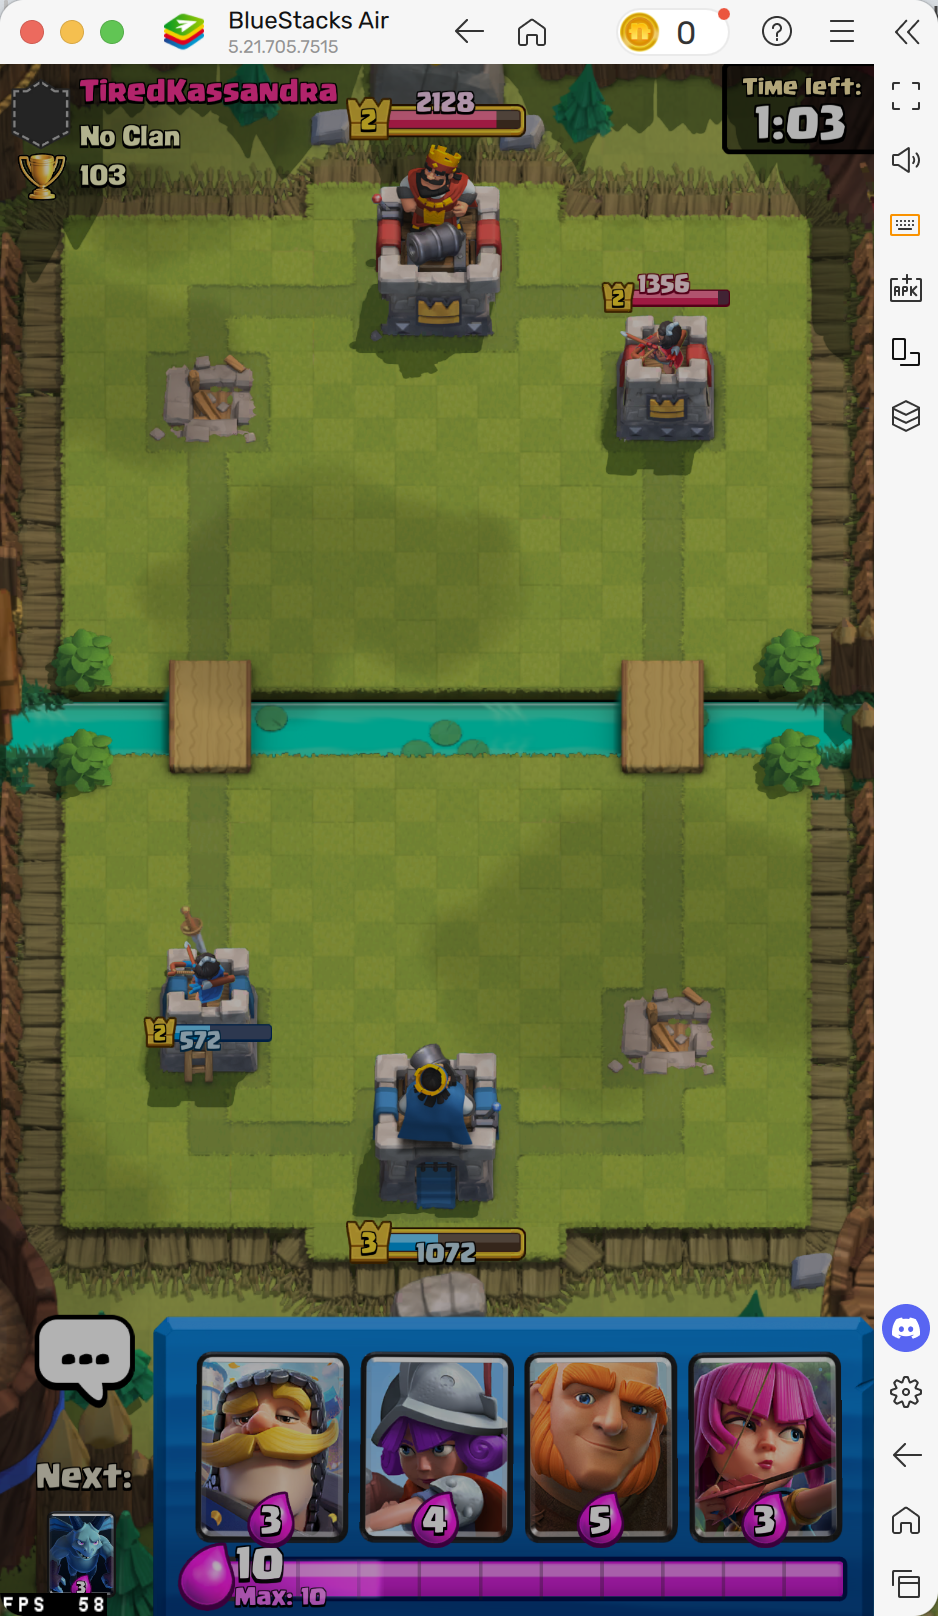 BlueStacks Air
5.21.705.7515
0
TiredKassandra
No Clan
103
2
2128
Time left:
1:03
2
1356
APK
2
572
3
1072
Next:
3
3
4
5
3
10
Max: 10
FPS 58